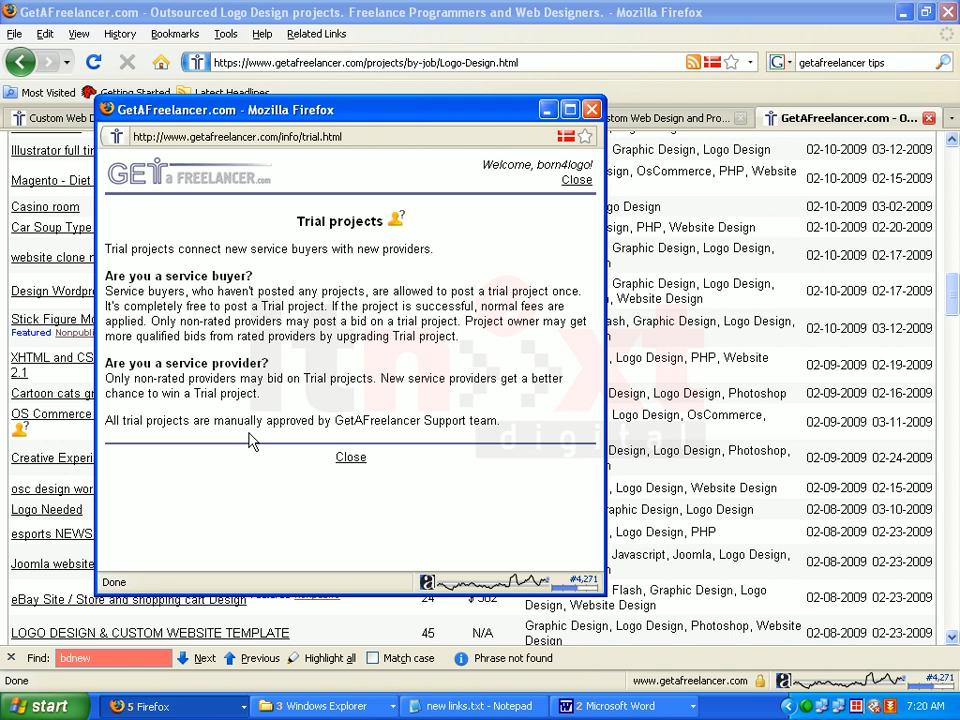 GetAFreelancer.com - Outsourced Logo Design projects. Freelance Programmers and Web Designers. - Mozilla Firefox
File Edit View History Bookmarks Tools Help Related Links
https://www.getafreelancer.com/projects/by-job/Logo-Design.html
getafreelancer tips
Most Visited Getting Started Latest Headlines
Custom Web D
stom Web Design and Pro...
GetAFreelancer.com - O...
GetAFreelancer.com - Mozilla Firefox
http://www.getafreelancer.com/info/trial.html
GET a FREELANCER.com
Welcome, born4logo!
Close
Trial projects
Trial projects connect new service buyers with new providers.
Are you a service buyer?
Service buyers, who haven't posted any projects, are allowed to post a trial project once.
It's completely free to post a Trial project. If the project is successful, normal fees are
applied. Only non-rated providers may post a bid on a trial project. Project owner may get
more qualified bids from rated providers by upgrading Trial project.
Are you a service provider?
Only non-rated providers may bid on Trial projects. New service providers get a better
chance to win a Trial project.
All trial projects are manually approved by GetAFreelancer Support team.
Close
Done
#4,271
itnext
digital
Illustrator full tim
Graphic Design, Logo Design 02-10-2009 03-12-2009
Magento - Diet
sign, OsCommerce, PHP, Website 02-10-2009 02-15-2009
Casino room
go Design 02-10-2009 03-02-2009
Car Soup Type
n, PHP, Website Design 02-10-2009 02-20-2009
website clone n
Graphic Design, Logo Design, 02-10-2009 02-17-2009
Design Wordpre
Graphic Design, Logo Design,
, Website Design 02-10-2009 02-17-2009
Stick Figure Mo
Featured Nonpublic
sh, Graphic Design, Logo Design, 02-10-2009 03-12-2009
XHTML and CS
2.1
Logo Design, PHP, Website 02-10-2009 02-19-2009
Cartoon cats g
Logo Design, Photoshop 02-09-2009 02-16-2009
OS Commerce
Logo Design, OsCommerce, 02-09-2009 03-11-2009
Creative Experi
Graphic Design, Logo Design, Photoshop, 02-09-2009 02-24-2009
osc design wor
, Logo Design, Website Design 02-09-2009 02-15-2009
Logo Needed
raphic Design, Logo Design 02-08-2009 03-10-2009
esports NEWS
, Logo Design, PHP 02-08-2009 02-23-2009
Joomla website
Javascript, Joomla, Logo Design, 02-08-2009 02-23-2009
eBay Site / Store and shopping cart Design
Flash, Graphic Design, Logo
Design, Website Design 02-08-2009 02-23-2009
LOGO DESIGN & CUSTOM WEBSITE TEMPLATE 45 N/A Graphic Design, Logo Design, Photoshop, Website
Design 02-08-2009 02-23-2009
Find: bdnew Next Previous Highlight all Match case Phrase not found
Done www.getafreelancer.com #4,271
start 5 Firefox 3 Windows Explorer new links.txt - Notepad 2 Microsoft Word 7:20 AM